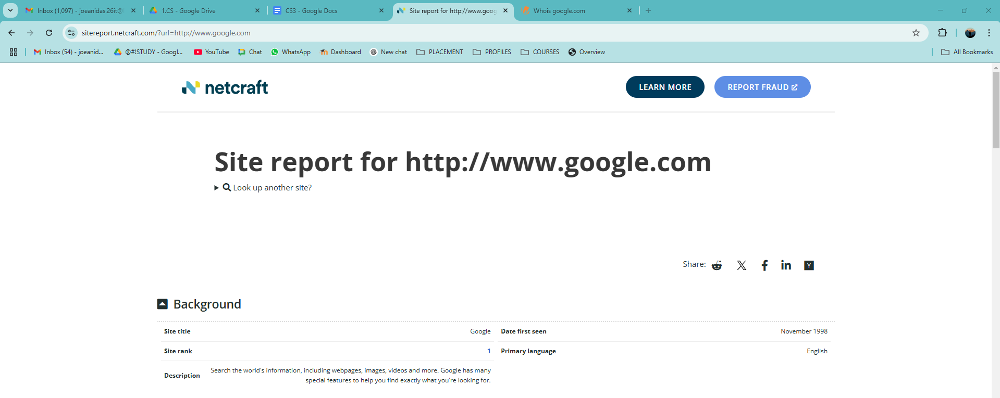 Inbox (1,097) - joeanidas.26it@
1.CS - Google Drive
CS3 - Google Docs
Site report for http://www.goog
Whois google.com
sitereport.netcraft.com/?url=http://www.google.com
Inbox (54) - joeanid...
@#!STUDY - Googl...
YouTube
Chat
WhatsApp
Dashboard
New chat
PLACEMENT
PROFILES
COURSES
Overview
All Bookmarks
netcraft
LEARN MORE
REPORT FRAUD
Site report for http://www.google.com
Look up another site?
Share:
Background
Site title Google
Date first seen November 1998
Site rank 1
Primary language English
Description Search the world's information, including webpages, images, videos and more. Google has many
special features to help you find exactly what you're looking for.